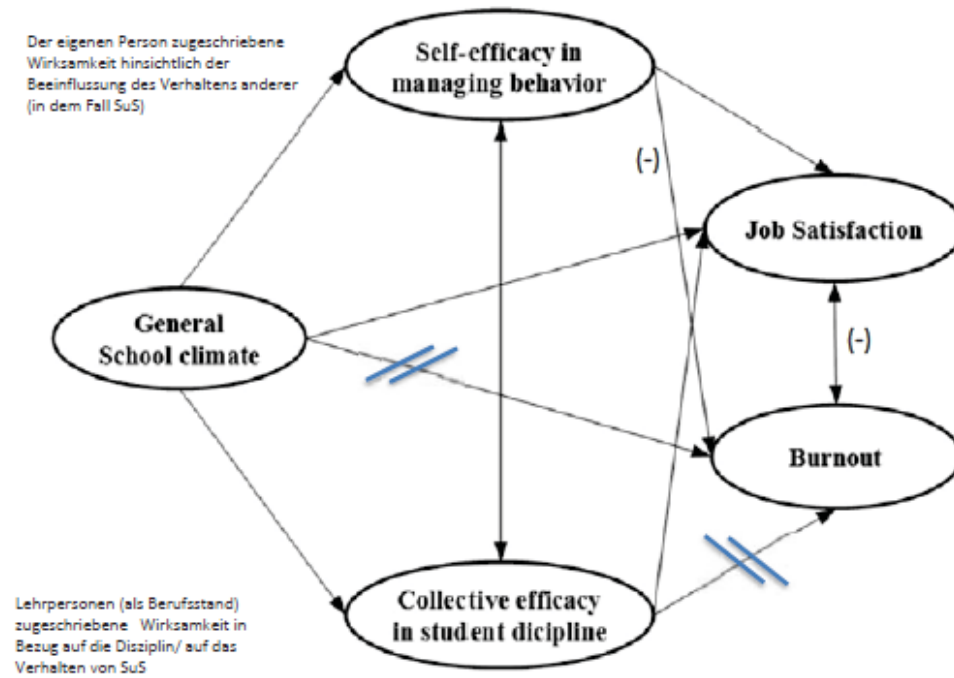 Der eigenen Person zugeschriebene
Wirksamkeit hinsichtlich der
Beeinflussung des Verhaltens anderer
(in dem Fall SuS)
Self-efficacy in
managing behavior
(-)
Job Satisfaction
General
School climate
(-)
Burnout
Collective efficacy
in student dicipline
Lehrpersonen (als Berufsstand)
zugeschriebene Wirksamkeit in
Bezug auf die Disziplin/ auf das
Verhalten von SuS